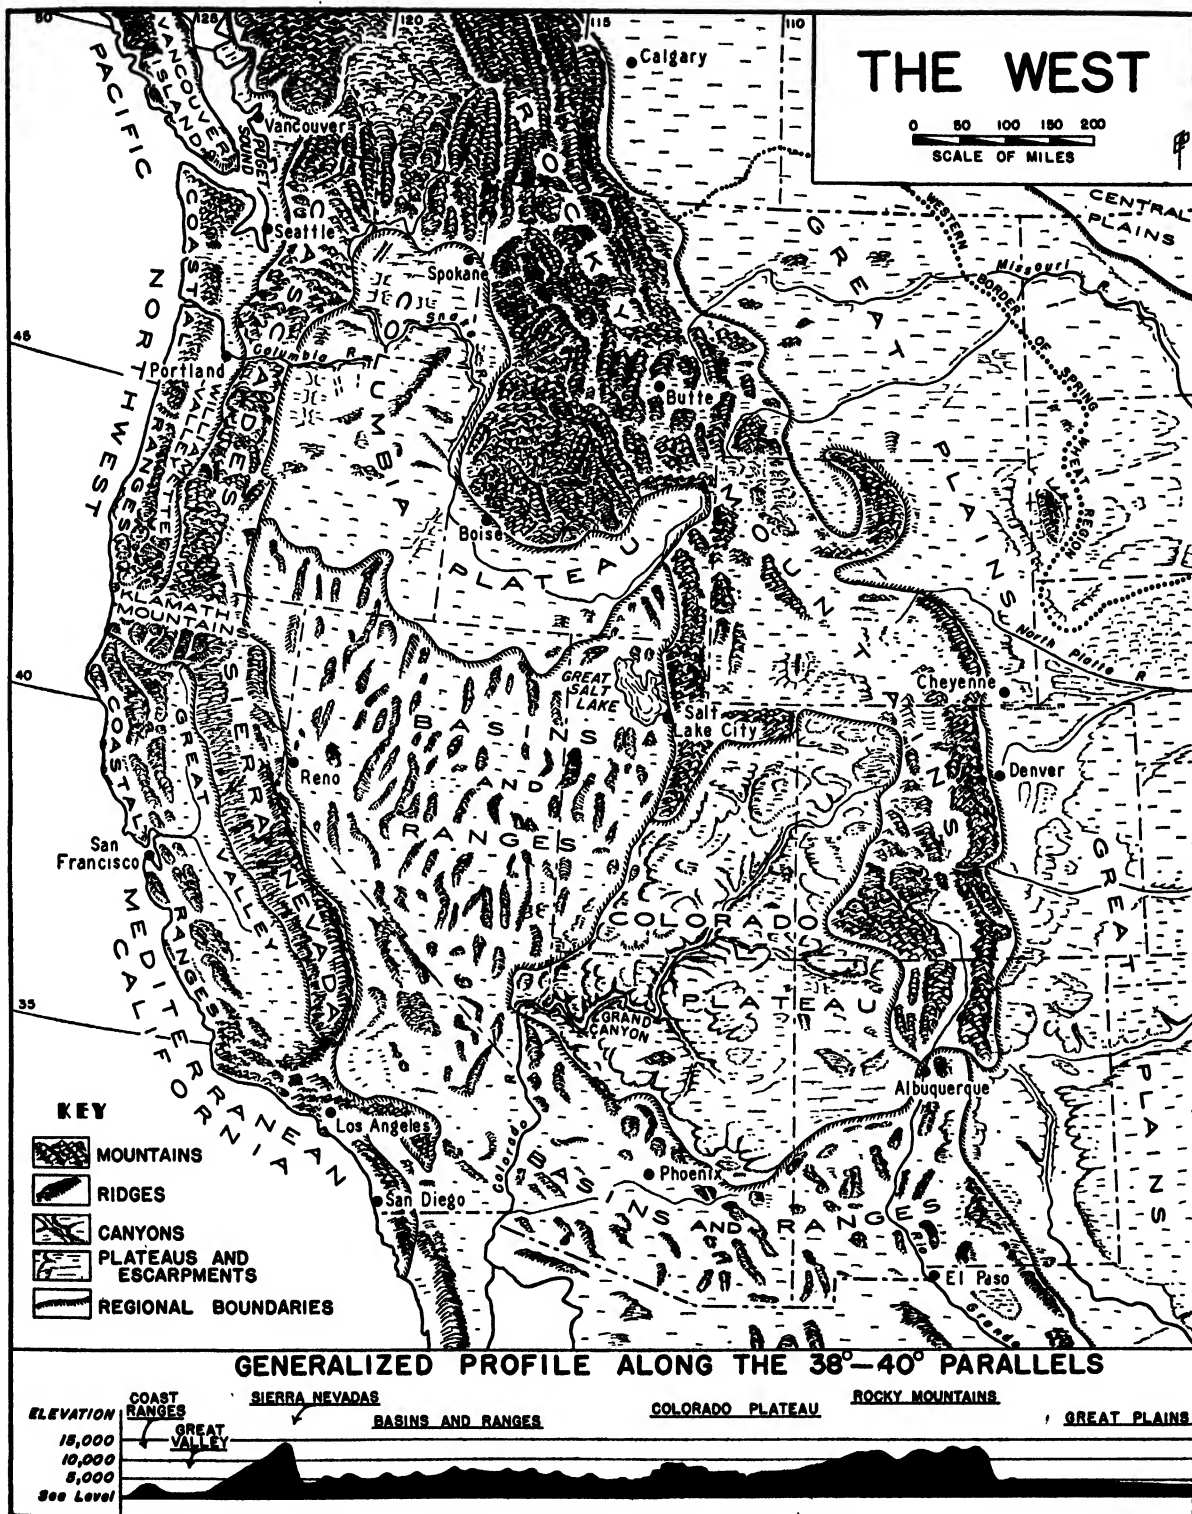 50
125
120
115
110
THE WEST
0 50 100 150 200
SCALE OF MILES
Calgary
VANCOUVER
ISLAND
PACIFIC
NORTHWEST
Vancouver
PUGET
SOUND
Seattle
COASTAL
RANGES
CASCADES
ROCKY
MOUNTAINS
GREAT
PLAINS
CENTRAL
PLAINS
WESTERN BORDER OF SPRING WHEAT REGION
Missouri R.
Spokane
Snake
R.
45
Columbia R.
Portland
WILLIAMETTE
VALLEY
COLUMBIA
PLATEAU
Butte
Boise
KLAMATH
MOUNTAINS
North Platte R
40
GREAT
SALT
LAKE
Cheyenne
Salt
Lake City
BASINS
AND
RANGES
Reno
SIERRA NEVADA
GREAT
VALLEY
COASTAL
RANGES
Denver
San
Francisco
GREAT
PLAINS
COLORADO
PLATEAU
MEDITERRANEAN
CALIFORNIA
35
GRAND
CANYON
Albuquerque
Los Angeles
Colorado R.
Phoenix
BASINS AND RANGES
San Diego
Rio
Grande
El Paso
KEY
MOUNTAINS
RIDGES
CANYONS
PLATEAUS AND
ESCARPMENTS
REGIONAL BOUNDARIES
GENERALIZED PROFILE ALONG THE 38°—40° PARALLELS
ELEVATION
COAST
RANGES
GREAT
VALLEY
SIERRA NEVADAS
BASINS AND RANGES
COLORADO PLATEAU
ROCKY MOUNTAINS
GREAT PLAINS
15,000
10,000
5,000
Sea Level